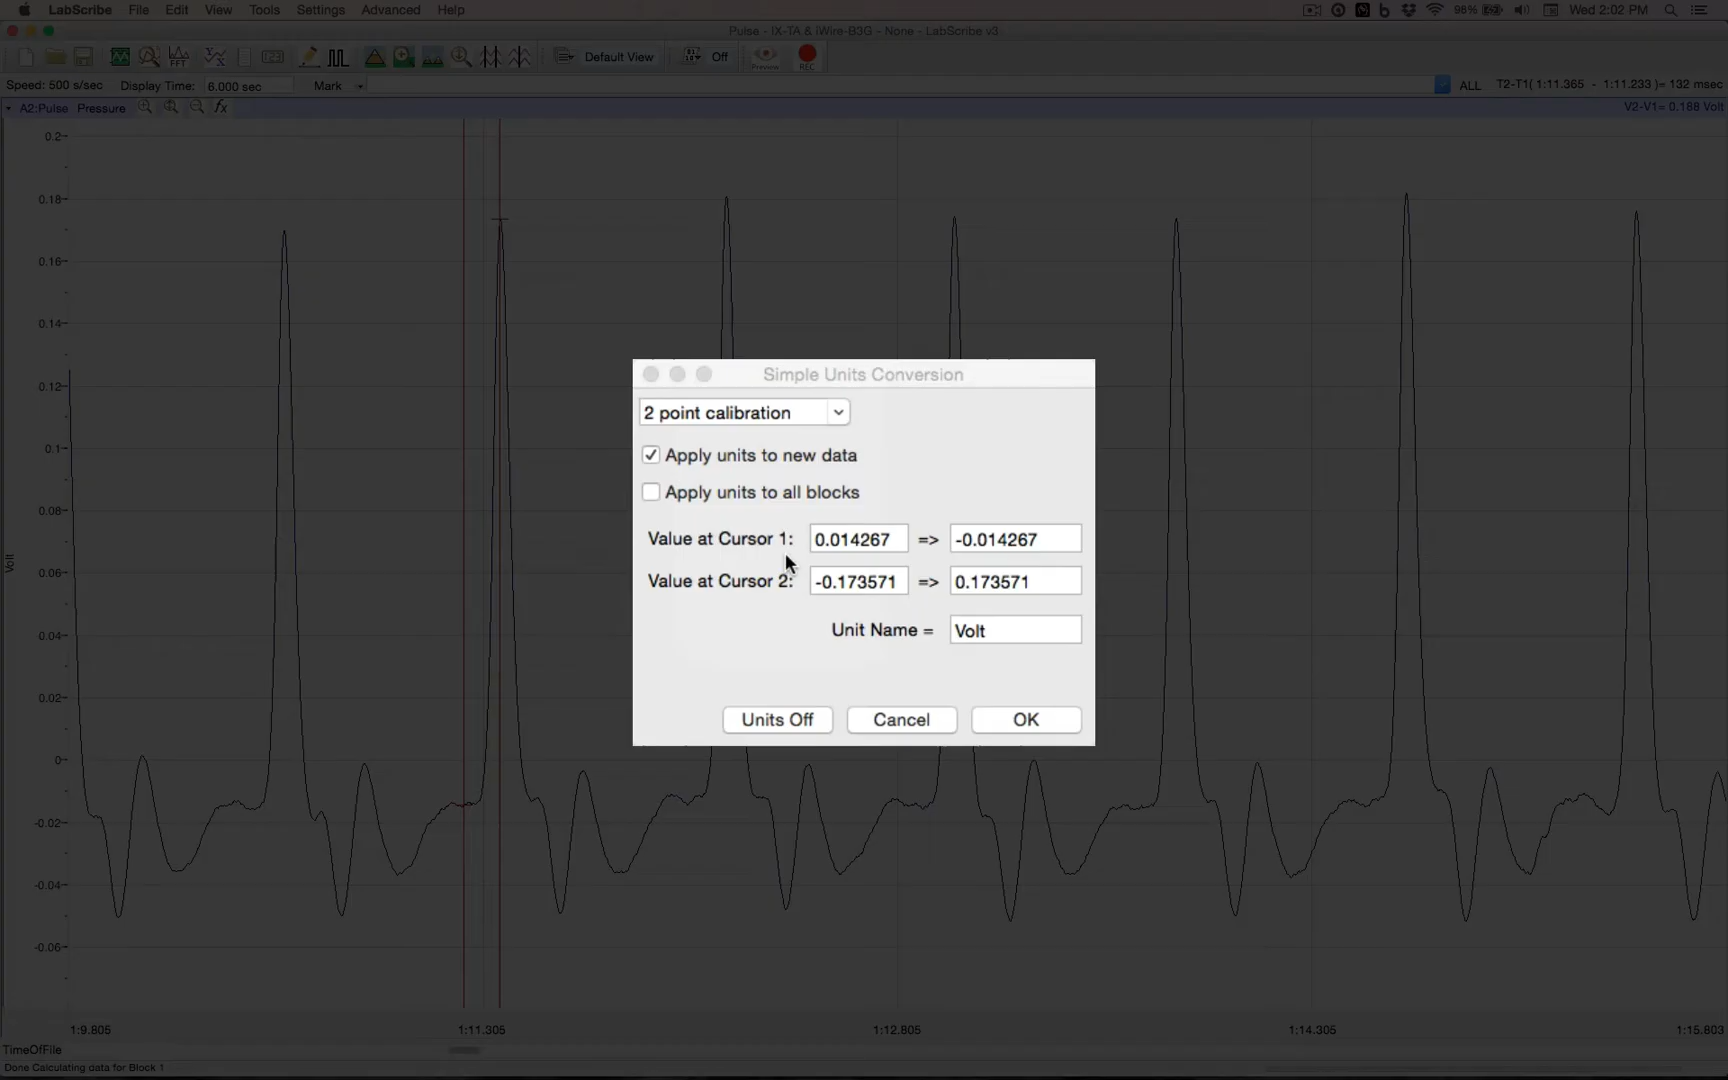 LabScribe File Edit View Tools Settings Advanced Help 98% Wed 2:02 PM
Pulse - IX-TA & iWire-B3G - None - LabScribe v3
FFT 123 Default View Off Preview REC
Speed: 500 s/sec Display Time: 6.000 sec Mark ALL T2-T1( 1:11.365 - 1:11.233 )= 132 msec
A2:Pulse Pressure fx V2-V1= 0.188 Volt
0.2
0.18
0.16
0.14
0.12
0.1
0.08
0.06
0.04
0.02
0
-0.02
-0.04
-0.06
Volt
Simple Units Conversion
2 point calibration
Apply units to new data
Apply units to all blocks
Value at Cursor 1: 0.014267 => -0.014267
Value at Cursor 2: -0.173571 => 0.173571
Unit Name = Volt
Units Off Cancel OK
1:9.805 1:11.305 1:12.805 1:14.305 1:15.803
TimeOfFile
Done Calculating data for Block 1